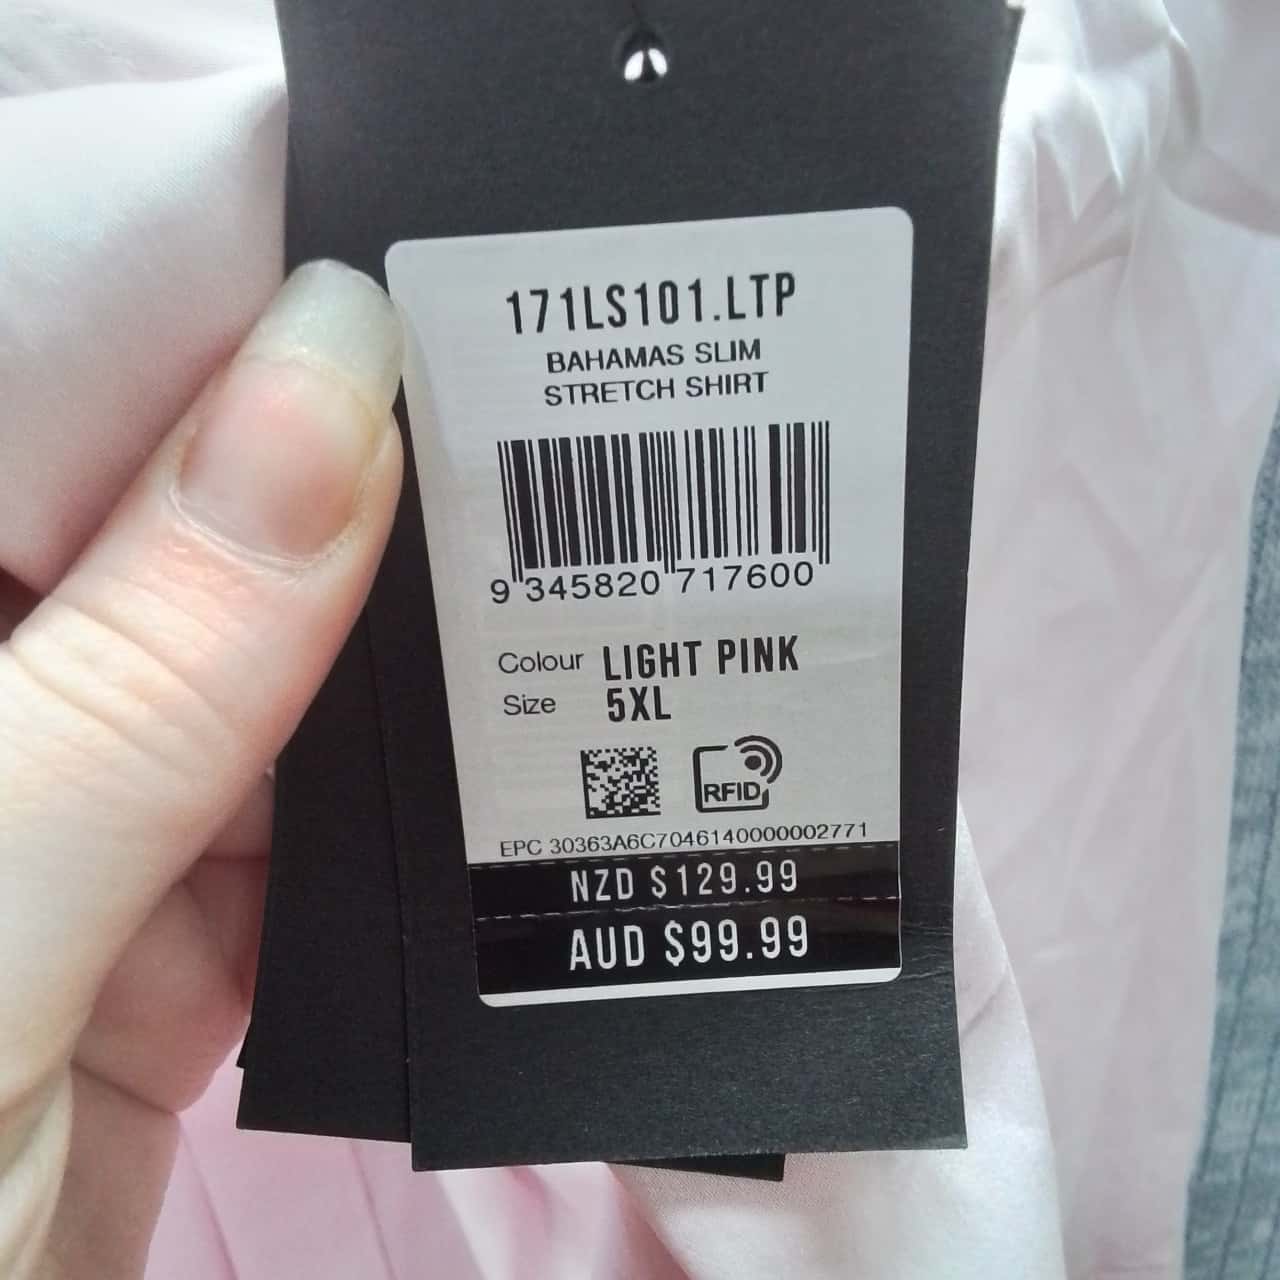 171LS101.LTP
BAHAMAS SLIM
STRETCH SHIRT
9 345820 717600
Colour LIGHT PINK
Size 5XL
RFID
EPC 30363A6C7046140000002771
NZD $129.99
AUD $99.99